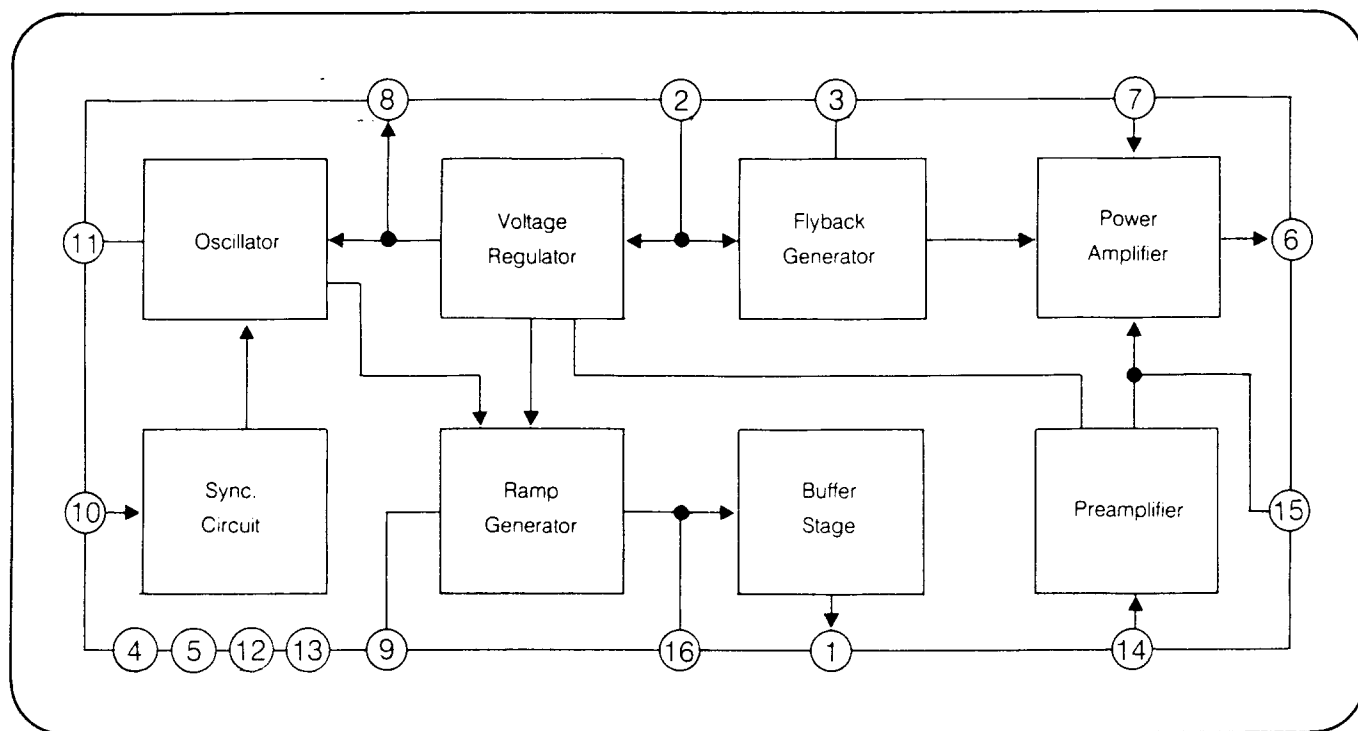 8
2
3
7
Oscillator
Voltage
Regulator
Flyback
Generator
Power
Amplifier
11
6
Sync.
Circuit
Ramp
Generator
Buffer
Stage
Preamplifier
10
15
4
5
12
13
9
16
1
14